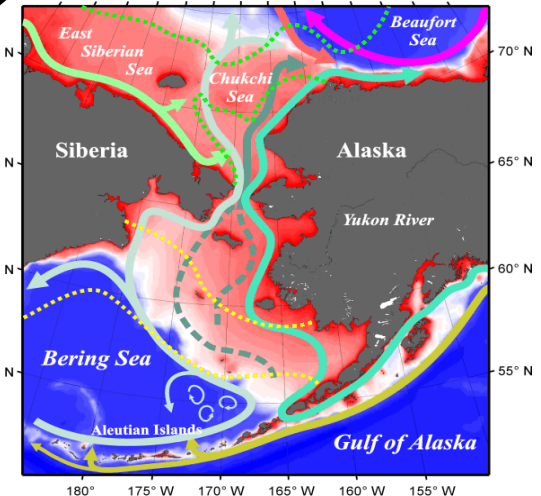 Beaufort
Sea
East
Siberian
Sea
Chukchi
Sea
N
70° N
Siberia
Alaska
N
65° N
Yukon River
N
60° N
Bering Sea
N
55° N
Aleutian Islands
Gulf of Alaska
180° W
175° W
170° W
165° W
160° W
155° W